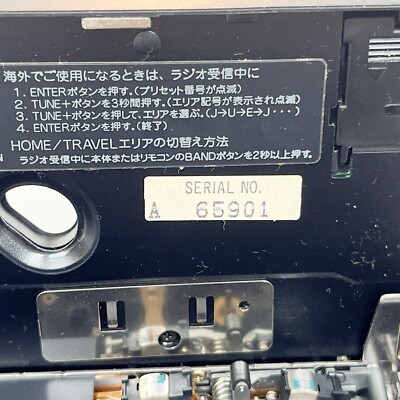 海外でご使用になるときは、ラジオ受信中に
1. ENTERボタンを押す。(プリセット番号が点滅)
2. TUNE+ボタンを3秒間押す。(エリア記号が表示され点滅)
3. TUNE+ボタンを押して、エリアを選ぶ。(J→U→E→J・・・)
4. ENTERボタンを押す。(終了)
HOME/TRAVELエリアの切替え方法
ラジオ受信中に本体またはリモコンのBANDボタンを2秒以上押す。
SERIAL NO.
A 65901